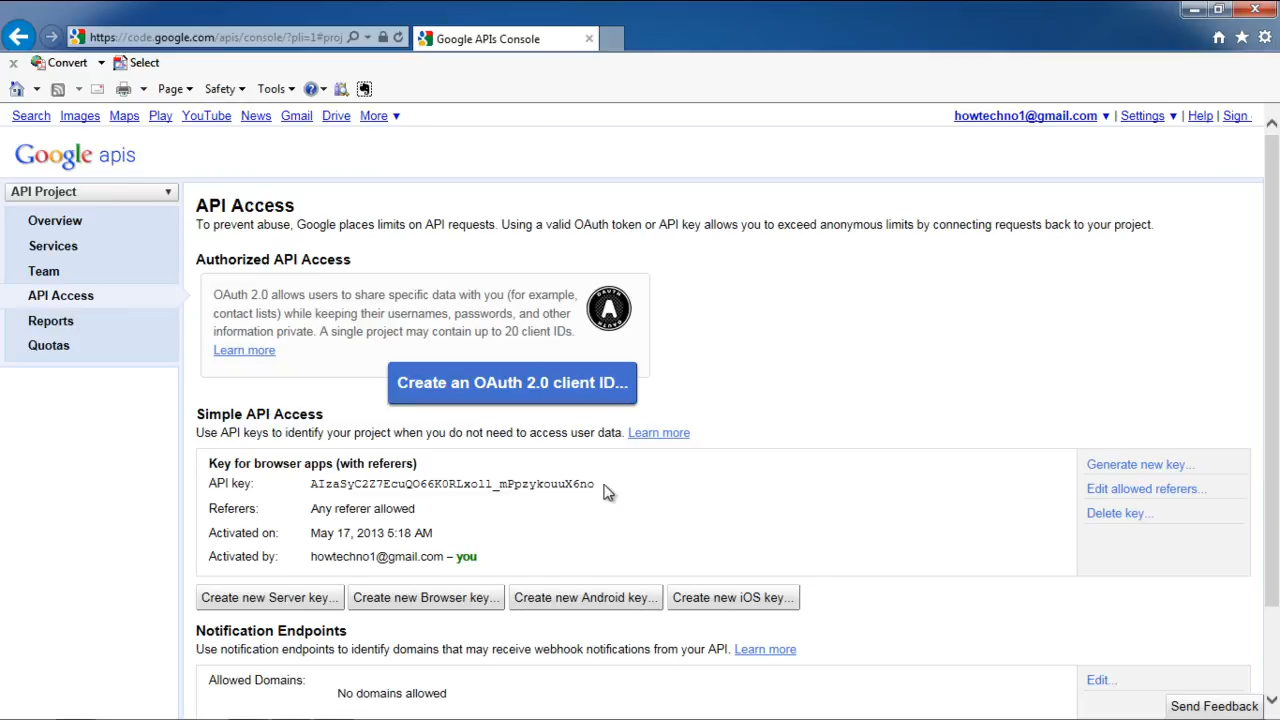 https://code.google.com/apis/console/?pli=1#proj
Google APIs Console
Convert Select
Page Safety Tools
Search Images Maps Play YouTube News Gmail Drive More ▼
howtechno1@gmail.com ▼ | Settings ▼ | Help | Sign
Google apis
API Project
Overview
Services
Team
API Access
Reports
Quotas
API Access
To prevent abuse, Google places limits on API requests. Using a valid OAuth token or API key allows you to exceed anonymous limits by connecting requests back to your project.
Authorized API Access
OAuth 2.0 allows users to share specific data with you (for example,
contact lists) while keeping their usernames, passwords, and other
information private. A single project may contain up to 20 client IDs.
Learn more
Create an OAuth 2.0 client ID...
Simple API Access
Use API keys to identify your project when you do not need to access user data. Learn more
Key for browser apps (with referers)
API key: AIzaSyC2Z7EcuQO66K0RLxoll_mPpzykouuX6no
Referers: Any referer allowed
Activated on: May 17, 2013 5:18 AM
Activated by: howtechno1@gmail.com – you
Generate new key...
Edit allowed referers...
Delete key...
Create new Server key... Create new Browser key... Create new Android key... Create new iOS key...
Notification Endpoints
Use notification endpoints to identify domains that may receive webhook notifications from your API. Learn more
Allowed Domains:
No domains allowed
Edit...
Send Feedback